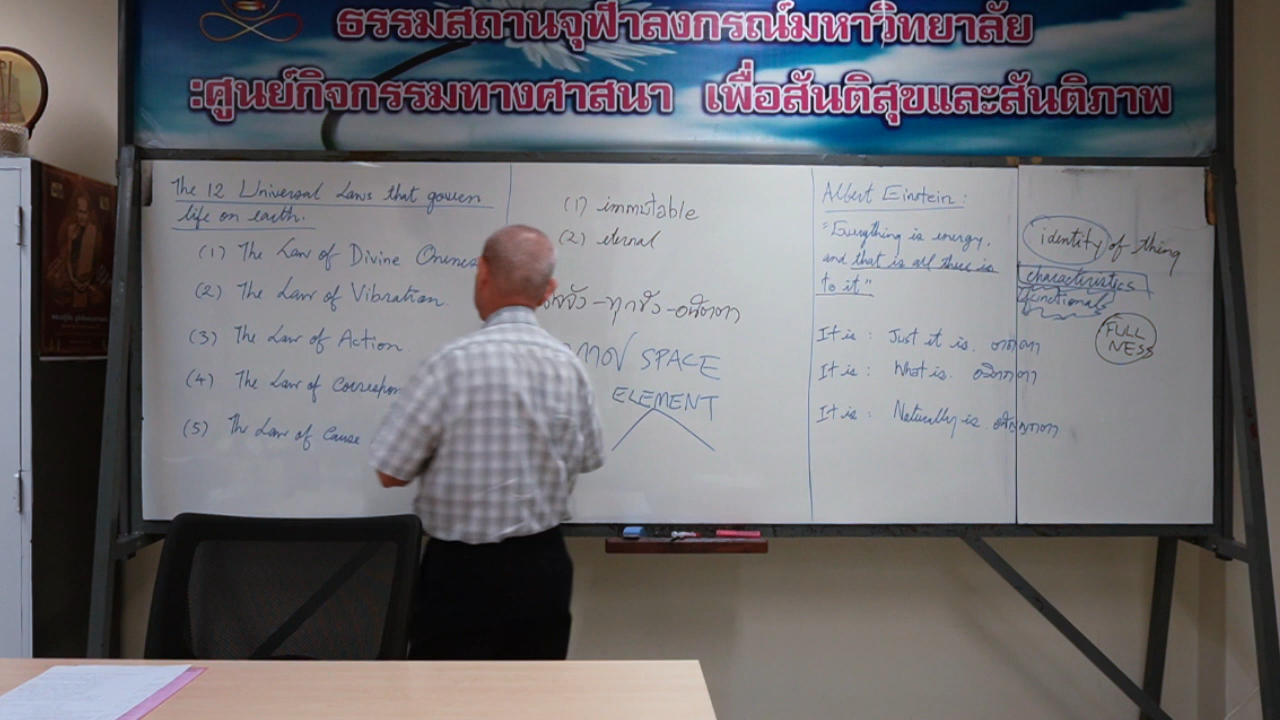 ธรรมสถานจุฬาลงกรณ์มหาวิทยาลัย
:ศูนย์กิจกรรมทางศาสนา เพื่อสันติสุขและสันติภาพ
The 12 Universal Laws that govern
life on earth.
(1) The Law of Divine Oneness
(2) The Law of Vibration.
(3) The Law of Action
(4) The Law of Correspon
(5) The Law of Cause
(1) immutable
(2) eternal
SPACE
ELEMENT
Albert Einstein:
"Everything is energy,
and that is all there is
to it"
It is: Just it is.
It is: What is.
It is: Naturally is.
identity of thing
characteristics
functional
FULL
NESS